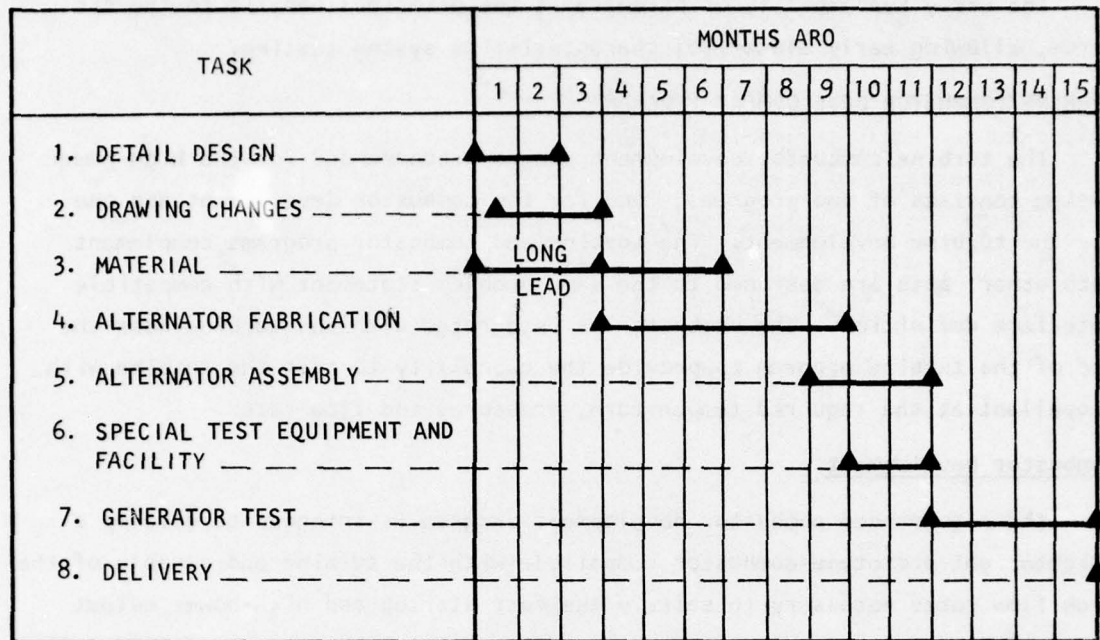 MONTHS ARO
TASK
1 2 3 4 5 6 7 8 9 10 11 12 13 14 15
1. DETAIL DESIGN
2. DRAWING CHANGES
3. MATERIAL LONG
LEAD
4. ALTERNATOR FABRICATION
5. ALTERNATOR ASSEMBLY
6. SPECIAL TEST EQUIPMENT AND
FACILITY
7. GENERATOR TEST
8. DELIVERY